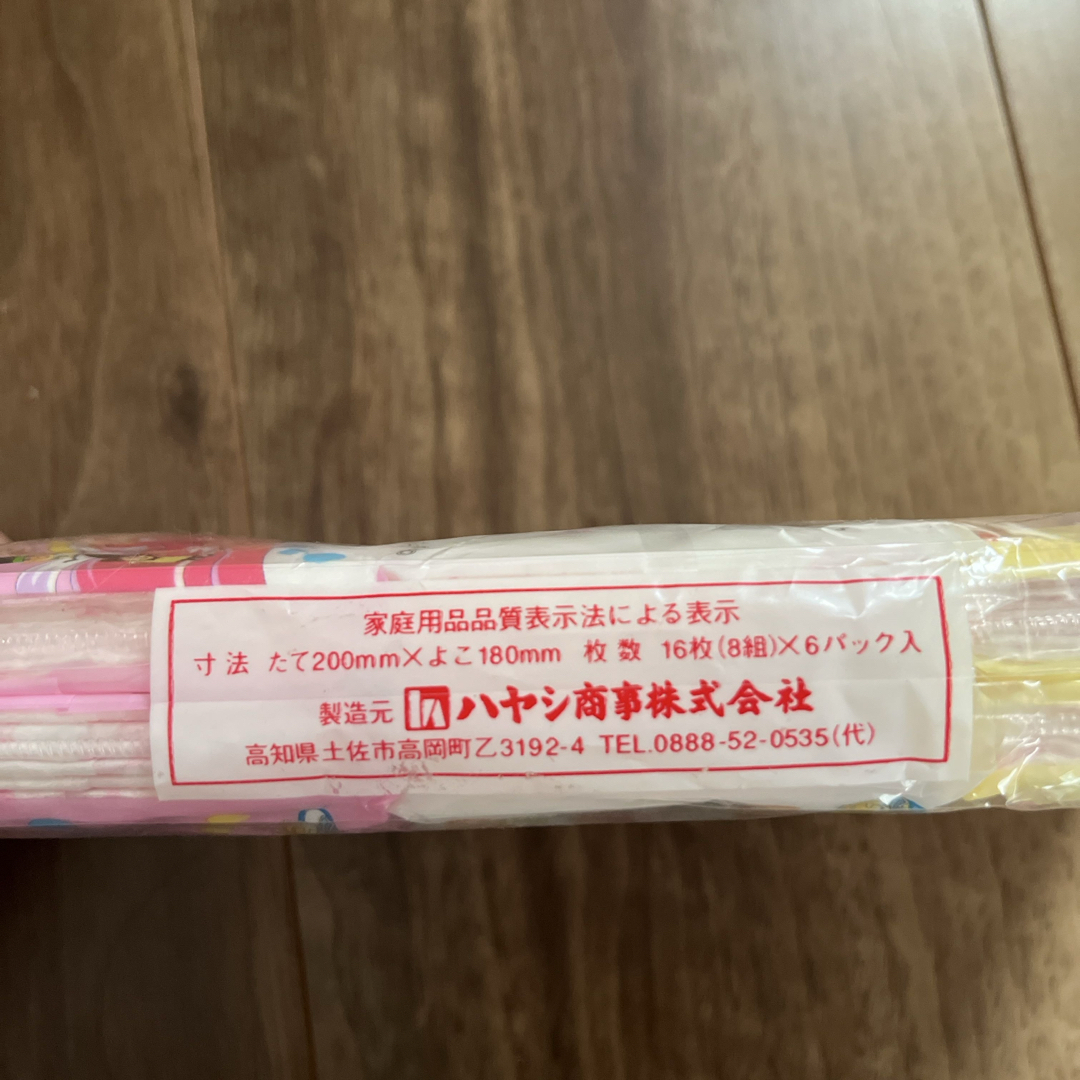 家庭用品品質表示法による表示
寸法 たて200mm×よこ180mm 枚数 16枚(8組)×6パック入
製造元 ハヤシ商事株式会社
高知県土佐市高岡町乙3192-4 TEL.0888-52-0535(代)